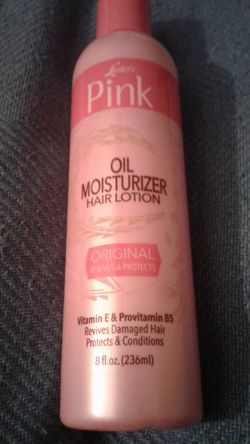 Luster's
Pink
OIL
MOISTURIZER
HAIR LOTION
ORIGINAL
REVIVES & PROTECTS
Vitamin E & Provitamin B5
Revives Damaged Hair
Protects & Conditions
8 fl.oz. (236ml)